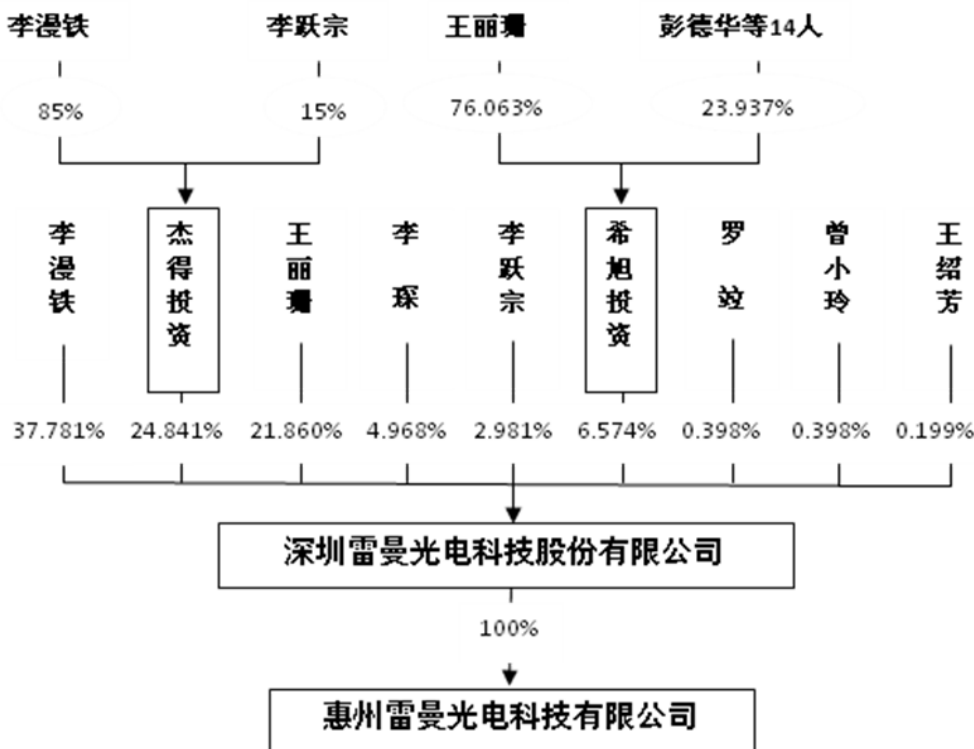 李漫铁 李跃宗 王丽珊 彭德华等14人
85% 15% 76.063% 23.937%
李漫铁 杰得投资 王丽珊 李琛 李跃宗 希旭投资 罗竝 曾小玲 王绍芳
37.781% 24.841% 21.860% 4.968% 2.981% 6.574% 0.398% 0.398% 0.199%
深圳雷曼光电科技股份有限公司
100%
惠州雷曼光电科技有限公司